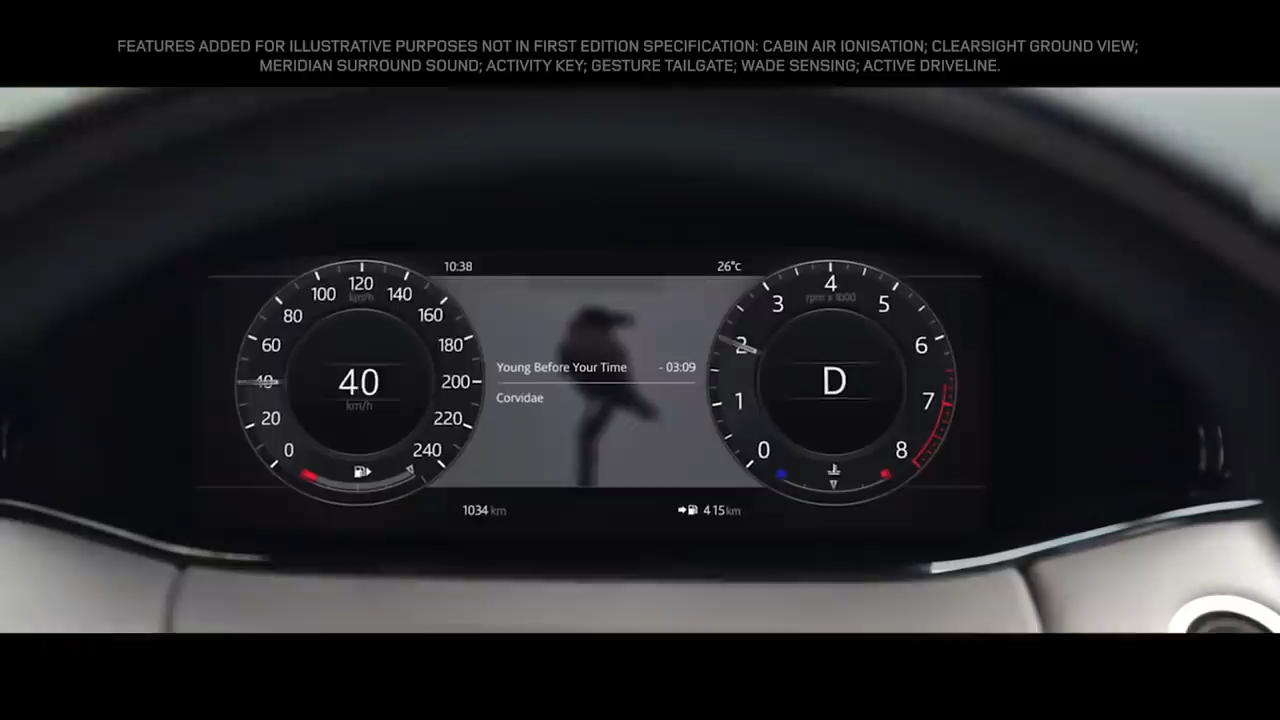 FEATURES ADDED FOR ILLUSTRATIVE PURPOSES NOT IN FIRST EDITION SPECIFICATION: CABIN AIR IONISATION; CLEARSIGHT GROUND VIEW;
MERIDIAN SURROUND SOUND; ACTIVITY KEY; GESTURE TAILGATE; WADE SENSING; ACTIVE DRIVELINE.
10:38
26°c
0
20
40
60
80
100
120
140
160
180
200
220
240
km/h
40
km/h
Young Before Your Time - 03:09
Corvidae
0
1
2
3
4
5
6
7
8
rpm x 1000
D
1034 km
415 km